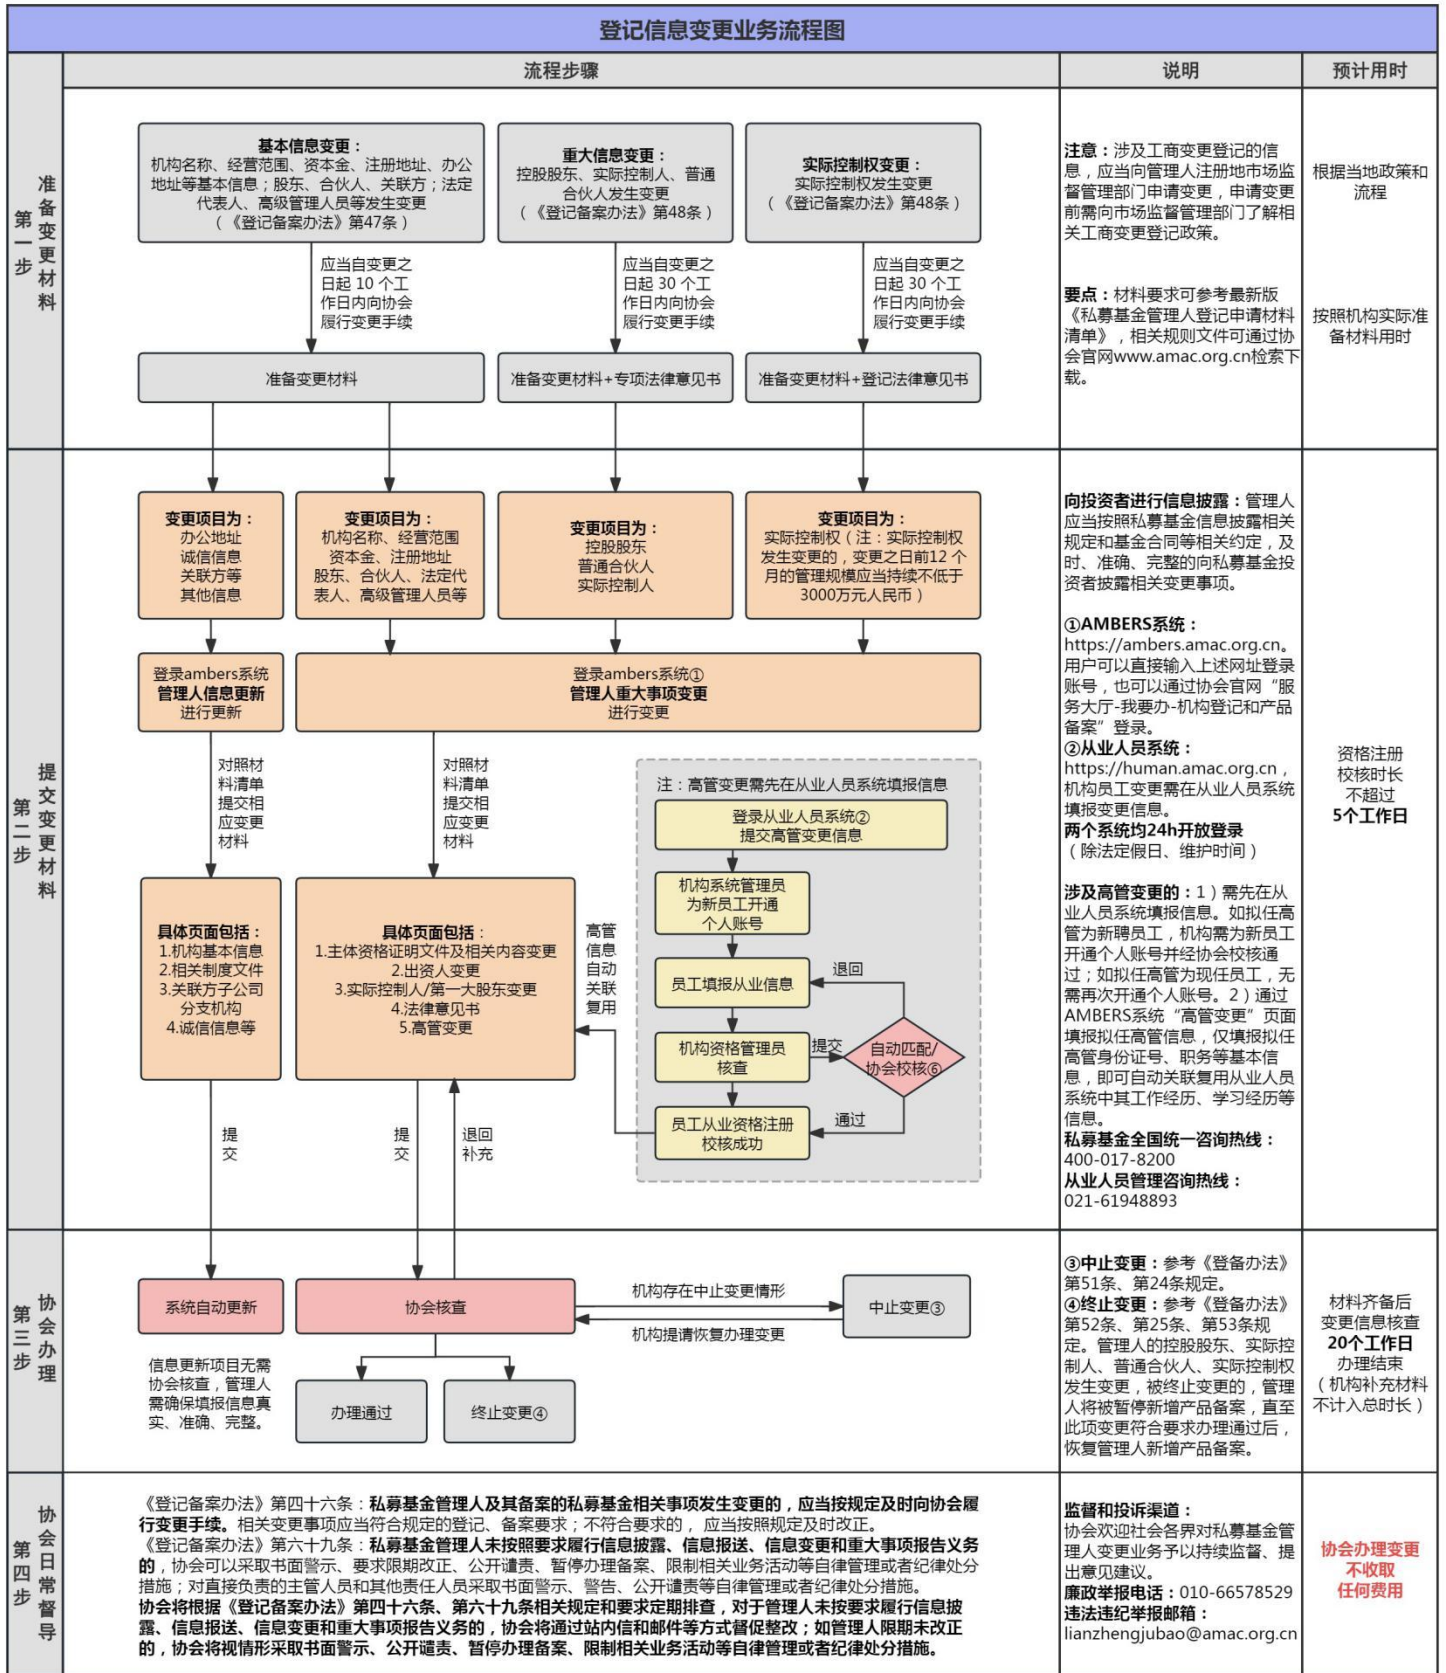 登记信息变更业务流程图
流程步骤
说明
预计用时
第一步
准备变更材料
基本信息变更：
机构名称、经营范围、资本金、注册地址、办公
地址等基本信息；股东、合伙人、关联方；法定
代表人、高级管理人员等发生变更
（《登记备案办法》第47条）
重大信息变更：
控股股东、实际控制人、普通
合伙人发生变更
（《登记备案办法》第48条）
实际控制权变更：
实际控制权发生变更
（《登记备案办法》第48条）
应当自变更之
日起 10 个工
作日内向协会
履行变更手续
应当自变更之
日起 30 个工
作日内向协会
履行变更手续
应当自变更之
日起 30 个工
作日内向协会
履行变更手续
准备变更材料
准备变更材料+专项法律意见书
准备变更材料+登记法律意见书
注意：涉及工商变更登记的信
息，应当向管理人注册地市场监
督管理部门申请变更，申请变更
前需向市场监督管理部门了解相
关工商变更登记政策。
要点：材料要求可参考最新版
《私募基金管理人登记申请材料
清单》，相关规则文件可通过协
会官网www.amac.org.cn检索下
载。
根据当地政策和
流程
按照机构实际准
备材料用时
第二步
提交变更材料
变更项目为：
办公地址
诚信信息
关联方等
其他信息
变更项目为：
机构名称、经营范围
资本金、注册地址
股东、合伙人、法定代
表人、高级管理人员等
变更项目为：
控股股东
普通合伙人
实际控制人
变更项目为：
实际控制权（注：实际控制权
发生变更的，变更之日前12 个
月的管理规模应当持续不低于
3000万元人民币）
登录ambers系统
管理人信息更新
进行更新
登录ambers系统①
管理人重大事项变更
进行变更
对照材
料清单
提交相
应变更
材料
对照材
料清单
提交相
应变更
材料
具体页面包括：
1.机构基本信息
2.相关制度文件
3.关联方子公司
分支机构
4.诚信信息等
具体页面包括：
1.主体资格证明文件及相关内容变更
2.出资人变更
3.实际控制人/第一大股东变更
4.法律意见书
5.高管变更
高管
信息
自动
关联
复用
注：高管变更需先在从业人员系统填报信息
登录从业人员系统②
提交高管变更信息
机构系统管理员
为新员工开通
个人账号
员工填报从业信息
退回
机构资格管理员
核查
提交
自动匹配/
协会校核⑥
员工从业资格注册
校核成功
通过
提
交
提
交
退回
补充
向投资者进行信息披露：管理人
应当按照私募基金信息披露相关
规定和基金合同等相关约定，及
时、准确、完整的向私募基金投
资者披露相关变更事项。
①AMBERS系统：
https://ambers.amac.org.cn。
用户可以直接输入上述网址登录
账号，也可以通过协会官网“服
务大厅-我要办-机构登记和产品
备案”登录。
②从业人员系统：
https://human.amac.org.cn，
机构员工变更需在从业人员系统
填报变更信息。
两个系统均24h开放登录
（除法定假日、维护时间）
涉及高管变更的：1）需先在从
业人员系统填报信息。如拟任高
管为新聘员工，机构需为新员工
开通个人账号并经协会校核通
过；如拟任高管为现任员工，无
需再次开通个人账号。2）通过
AMBERS系统“高管变更”页面
填报拟任高管信息，仅填报拟任
高管身份证号、职务等基本信
息，即可自动关联复用从业人员
系统中其工作经历、学习经历等
信息。
私募基金全国统一咨询热线：
400-017-8200
从业人员管理咨询热线：
021-61948893
资格注册
校核时长
不超过
5个工作日
第三步
协会办理
系统自动更新
协会核查
机构存在中止变更情形
机构提请恢复办理变更
中止变更③
信息更新项目无需
协会核查，管理人
需确保填报信息真
实、准确、完整。
办理通过
终止变更④
③中止变更：参考《登备办法》
第51条、第24条规定。
④终止变更：参考《登备办法》
第52条、第25条、第53条规
定。管理人的控股股东、实际控
制人、普通合伙人、实际控制权
发生变更，被终止变更的，管理
人将被暂停新增产品备案，直至
此项变更符合要求办理通过后，
恢复管理人新增产品备案。
材料齐备后
变更信息核查
20个工作日
办理结束
（机构补充材料
不计入总时长）
第四步
协会日常督导
《登记备案办法》第四十六条：私募基金管理人及其备案的私募基金相关事项发生变更的，应当按规定及时向协会履
行变更手续。相关变更事项应当符合规定的登记、备案要求；不符合要求的， 应当按照规定及时改正。
《登记备案办法》第六十九条：私募基金管理人未按照要求履行信息披露、信息报送、信息变更和重大事项报告义务
的，协会可以采取书面警示、要求限期改正、公开谴责、暂停办理备案、限制相关业务活动等自律管理或者纪律处分
措施；对直接负责的主管人员和其他责任人员采取书面警示、警告、公开谴责等自律管理或者纪律处分措施。
协会将根据《登记备案办法》第四十六条、第六十九条相关规定和要求定期排查，对于管理人未按要求履行信息披
露、信息报送、信息变更和重大事项报告义务的，协会将通过站内信和邮件等方式督促整改；如管理人限期未改正
的，协会将视情形采取书面警示、公开谴责、暂停办理备案、限制相关业务活动等自律管理或者纪律处分措施。
监督和投诉渠道：
协会欢迎社会各界对私募基金管
理人变更业务予以持续监督、提
出意见建议。
廉政举报电话：010-66578529
违法违纪举报邮箱：
lianzhengjubao@amac.org.cn
协会办理变更
不收取
任何费用